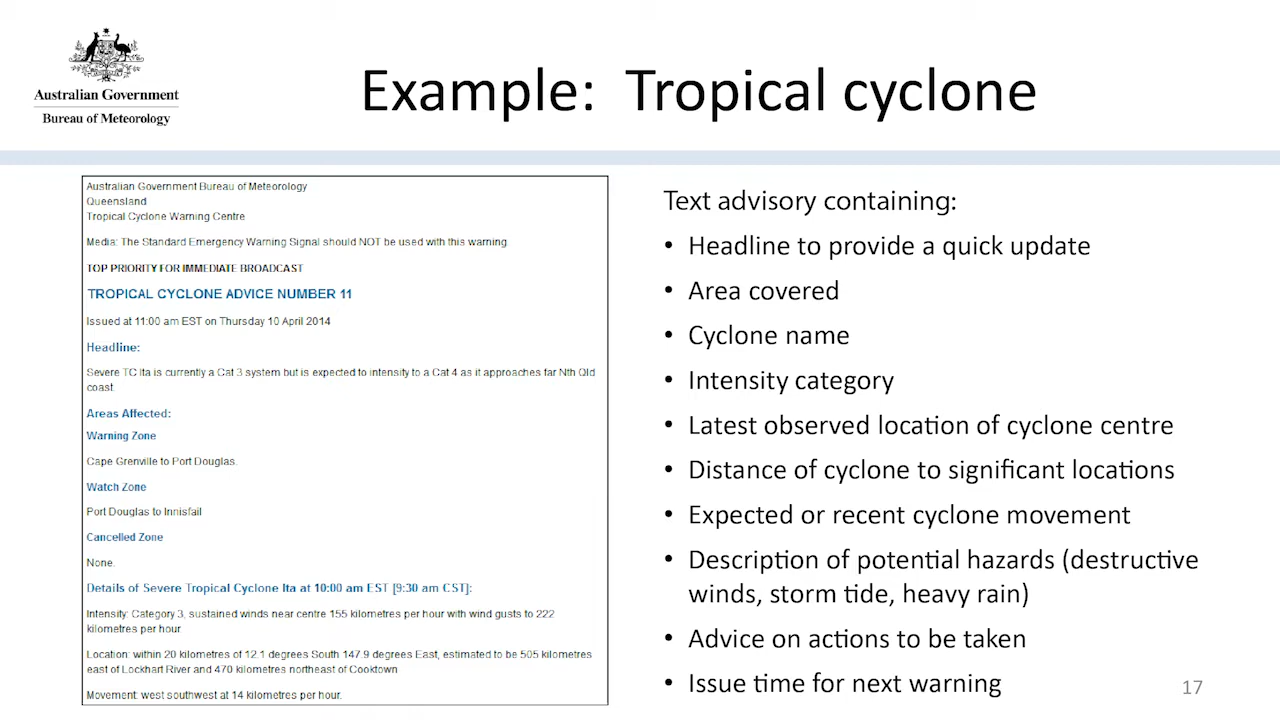 Australian Government
Bureau of Meteorology
Example: Tropical cyclone
Australian Government Bureau of Meteorology
Queensland
Tropical Cyclone Warning Centre
Media: The Standard Emergency Warning Signal should NOT be used with this warning.
TOP PRIORITY FOR IMMEDIATE BROADCAST
TROPICAL CYCLONE ADVICE NUMBER 11
Issued at 11:00 am EST on Thursday 10 April 2014
Headline:
Severe TC Ita is currently a Cat 3 system but is expected to intensity to a Cat 4 as it approaches far Nth Qld
coast.
Areas Affected:
Warning Zone
Cape Grenville to Port Douglas.
Watch Zone
Port Douglas to Innisfail
Cancelled Zone
None.
Details of Severe Tropical Cyclone Ita at 10:00 am EST [9:30 am CST]:
Intensity: Category 3, sustained winds near centre 155 kilometres per hour with wind gusts to 222
kilometres per hour.
Location: within 20 kilometres of 12.1 degrees South 147.9 degrees East, estimated to be 505 kilometres
east of Lockhart River and 470 kilometres northeast of Cooktown
Movement: west southwest at 14 kilometres per hour.
Text advisory containing:
• Headline to provide a quick update
• Area covered
• Cyclone name
• Intensity category
• Latest observed location of cyclone centre
• Distance of cyclone to significant locations
• Expected or recent cyclone movement
• Description of potential hazards (destructive
winds, storm tide, heavy rain)
• Advice on actions to be taken
• Issue time for next warning
17